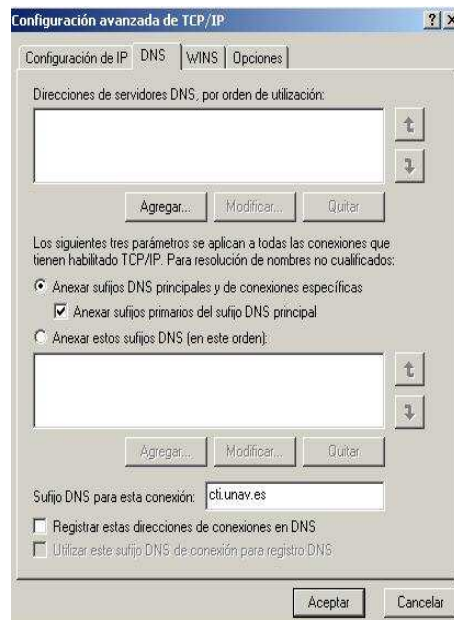 Configuración avanzada de TCP/IP
Configuración de IP DNS WINS Opciones
Direcciones de servidores DNS, por orden de utilización:
Agregar... Modificar... Quitar
Los siguientes tres parámetros se aplican a todas las conexiones que
tienen habilitado TCP/IP. Para resolución de nombres no cualificados:
Anexar sufijos DNS principales y de conexiones específicas
Anexar sufijos primarios del sufijo DNS principal
Anexar estos sufijos DNS (en este orden):
Agregar... Modificar... Quitar
Sufijo DNS para esta conexión: cti.unav.es
Registrar estas direcciones de conexiones en DNS
Utilizar este sufijo DNS de conexión para registro DNS
Aceptar Cancelar